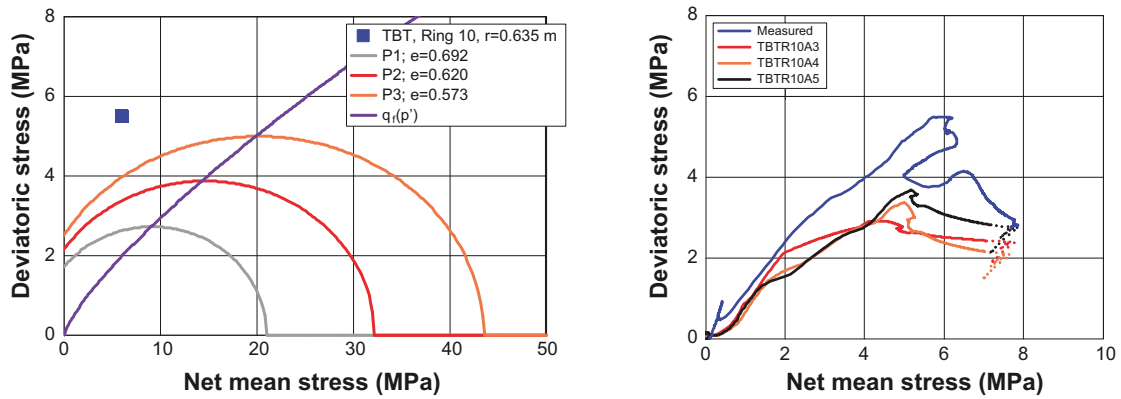 8
6
4
2
0
Deviatoric stress (MPa)
TBT, Ring 10, r=0.635 m
P1; e=0.692
P2; e=0.620
P3; e=0.573
qf(p')
0 10 20 30 40 50
Net mean stress (MPa)
8
6
4
2
0
Deviatoric stress (MPa)
Measured
TBTR10A3
TBTR10A4
TBTR10A5
0 2 4 6 8 10
Net mean stress (MPa)